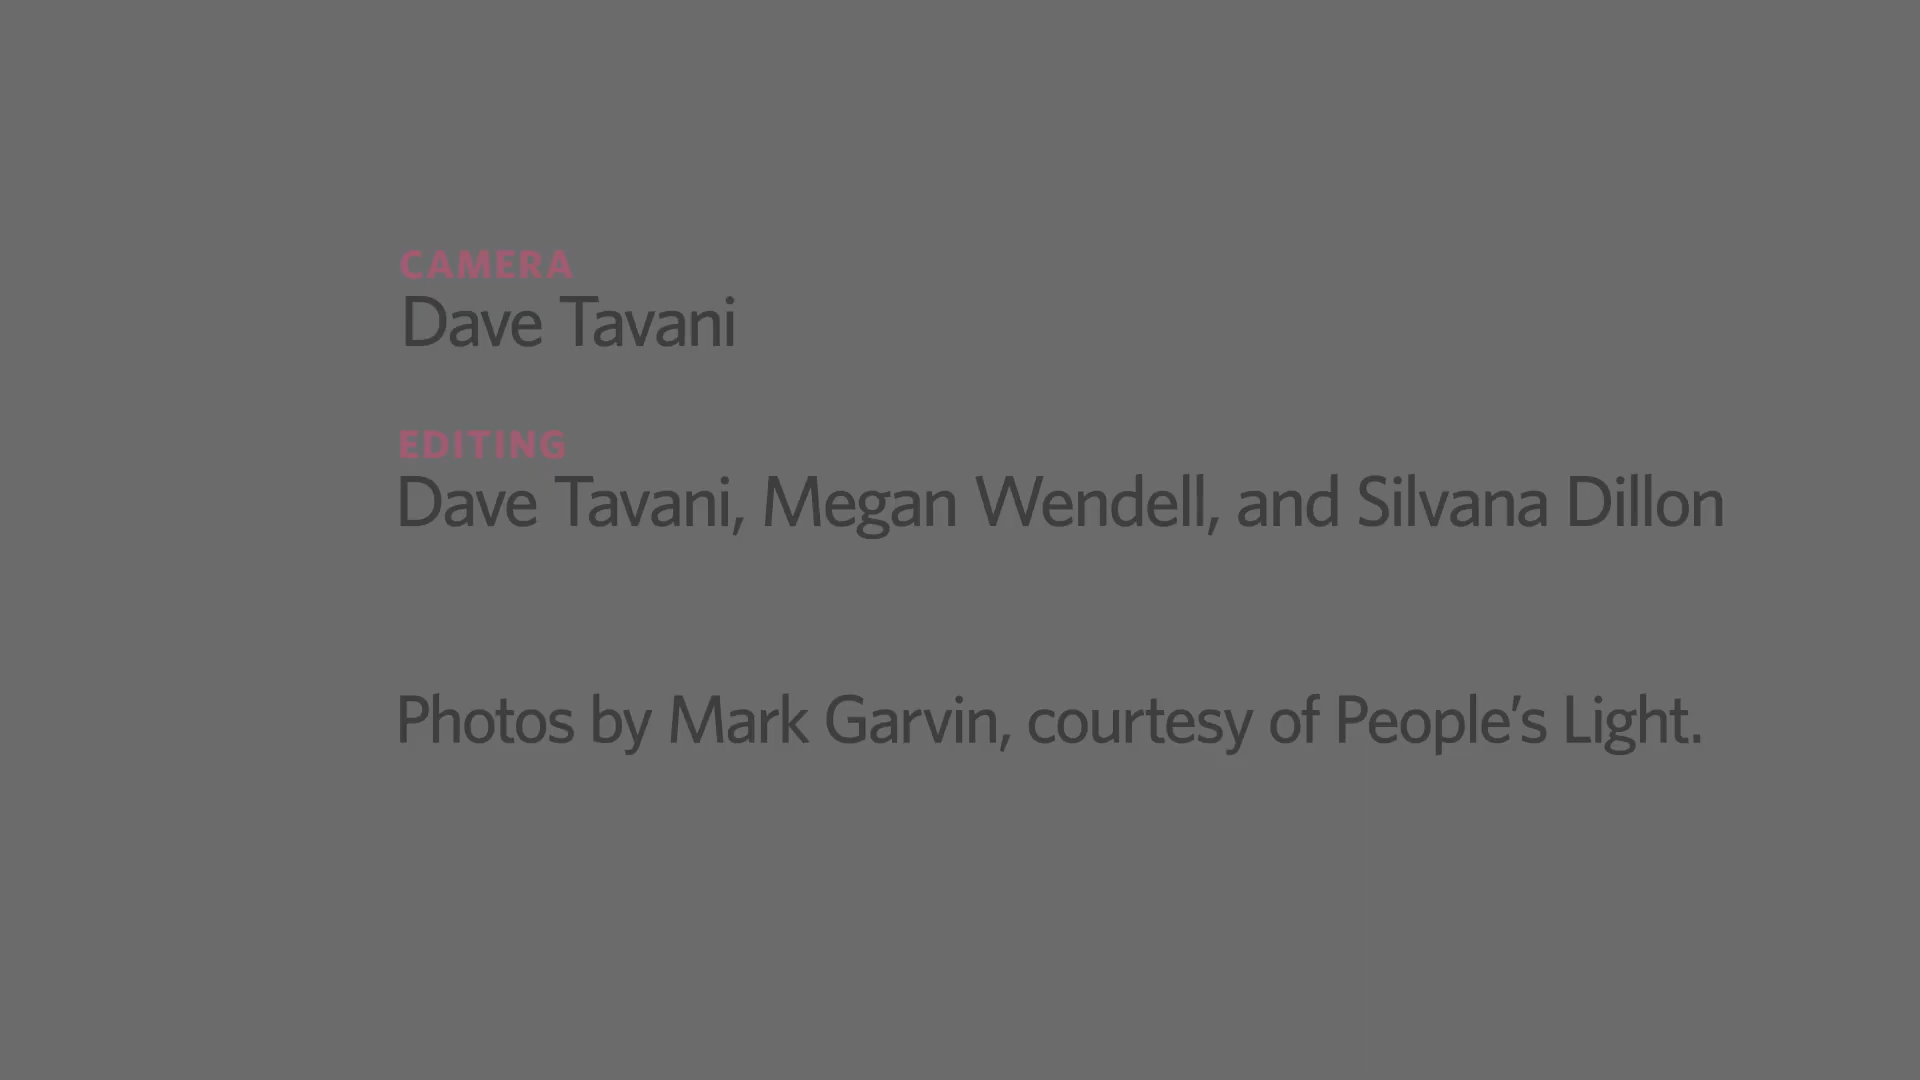 CAMERA
Dave Tavani
EDITING
Dave Tavani, Megan Wendell, and Silvana Dillon
Photos by Mark Garvin, courtesy of People’s Light.